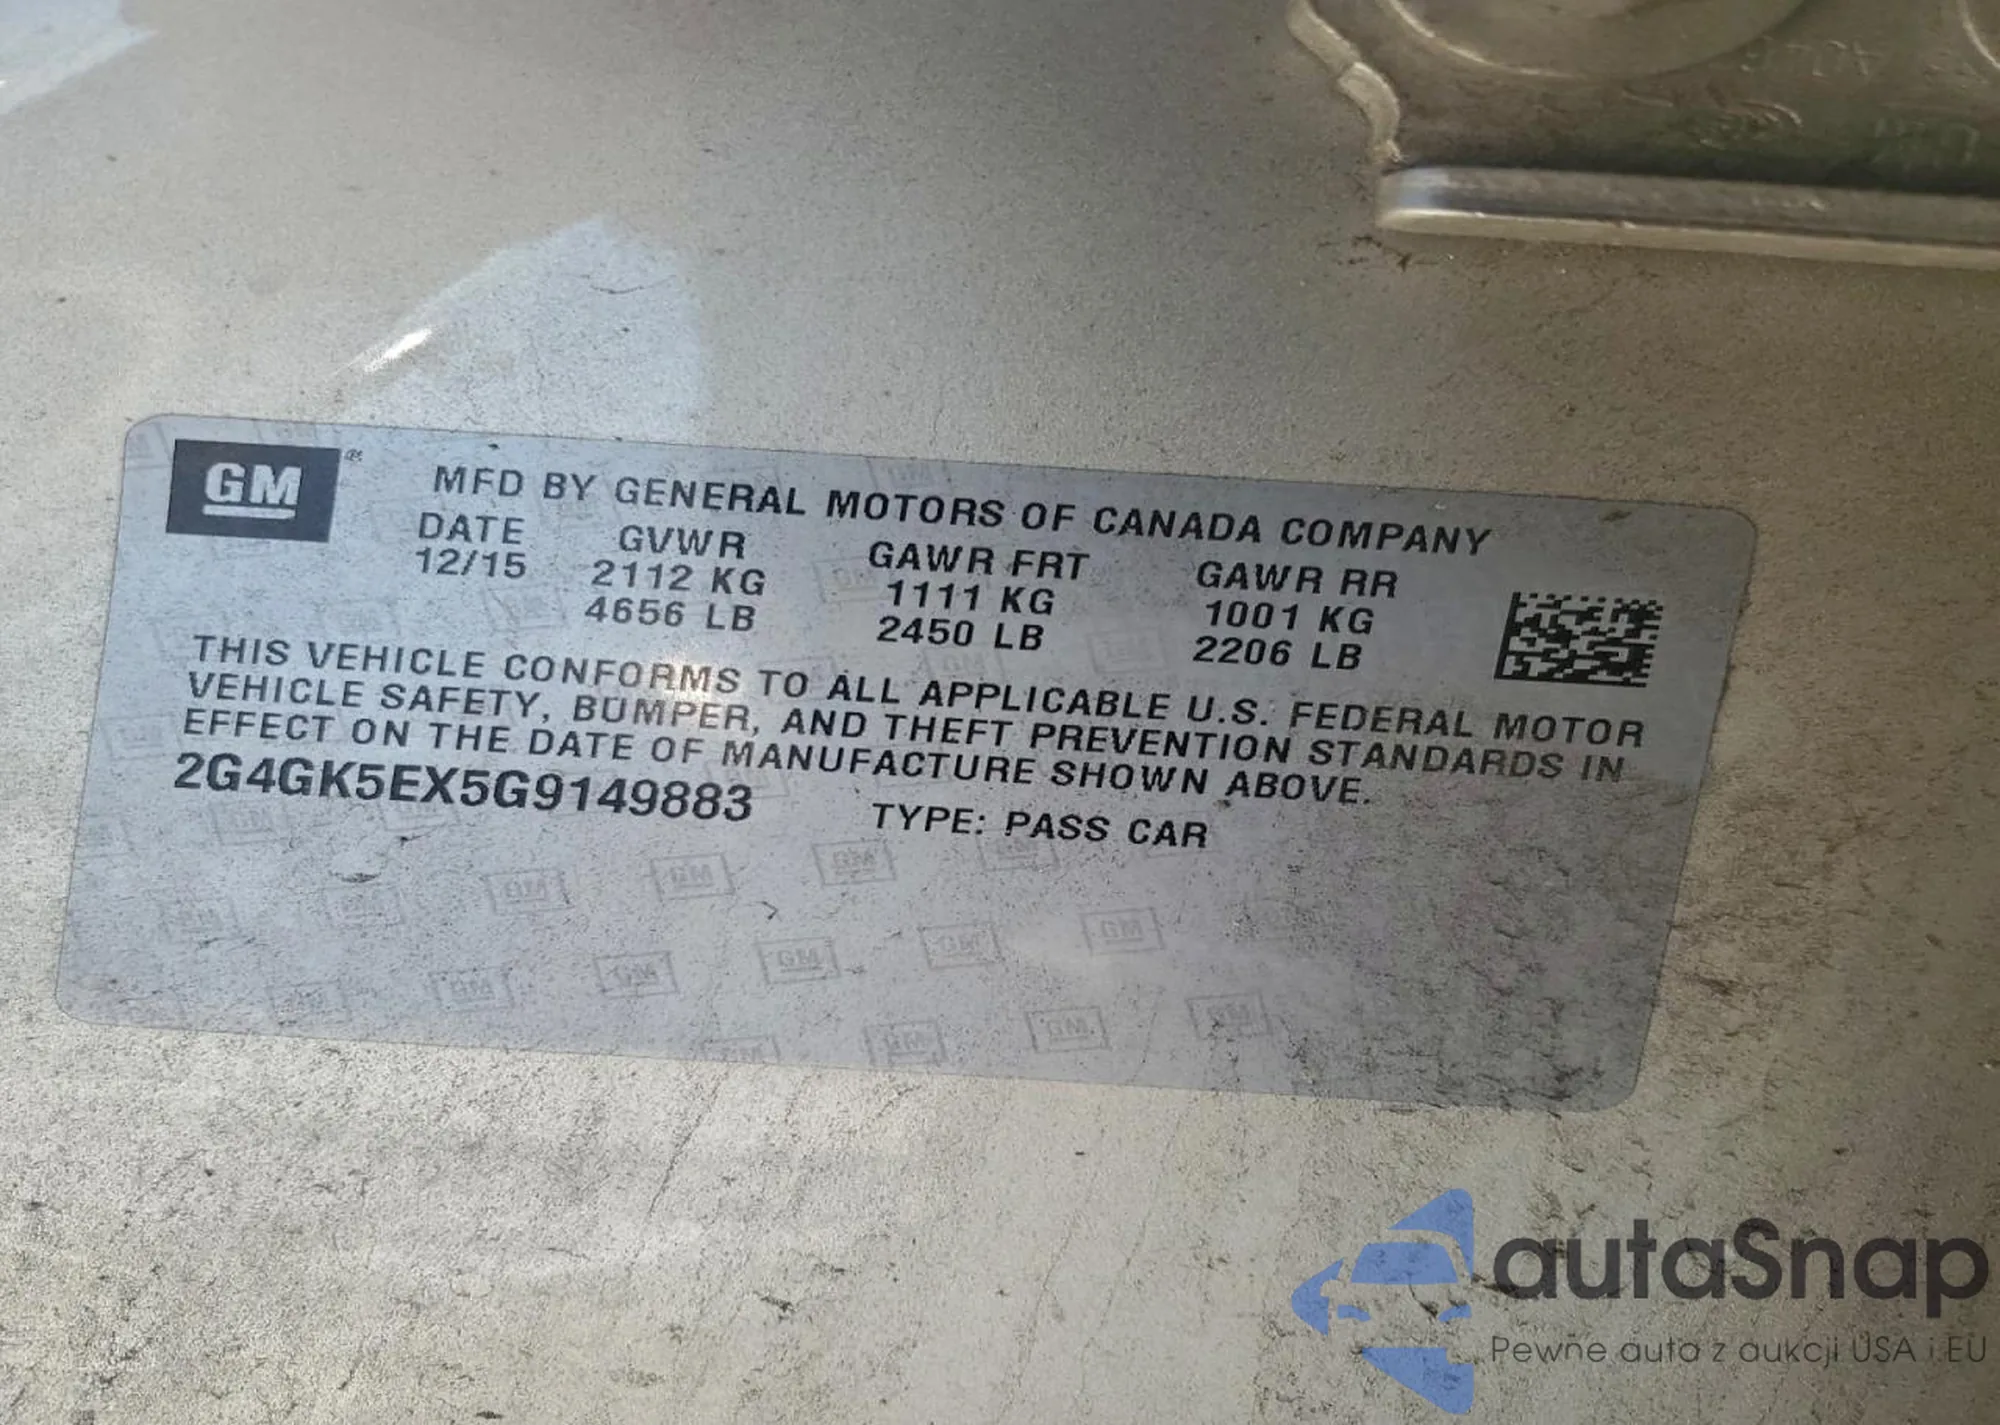 GM®
MFD BY GENERAL MOTORS OF CANADA COMPANY
DATE GVWR GAWR FRT GAWR RR
12/15 2112 KG 1111 KG 1001 KG
4656 LB 2450 LB 2206 LB
THIS VEHICLE CONFORMS TO ALL APPLICABLE U.S. FEDERAL MOTOR
VEHICLE SAFETY, BUMPER, AND THEFT PREVENTION STANDARDS IN
EFFECT ON THE DATE OF MANUFACTURE SHOWN ABOVE.
2G4GK5EX5G9149883 TYPE: PASS CAR
autaSnap
Pewne auta z aukcji USA i EU